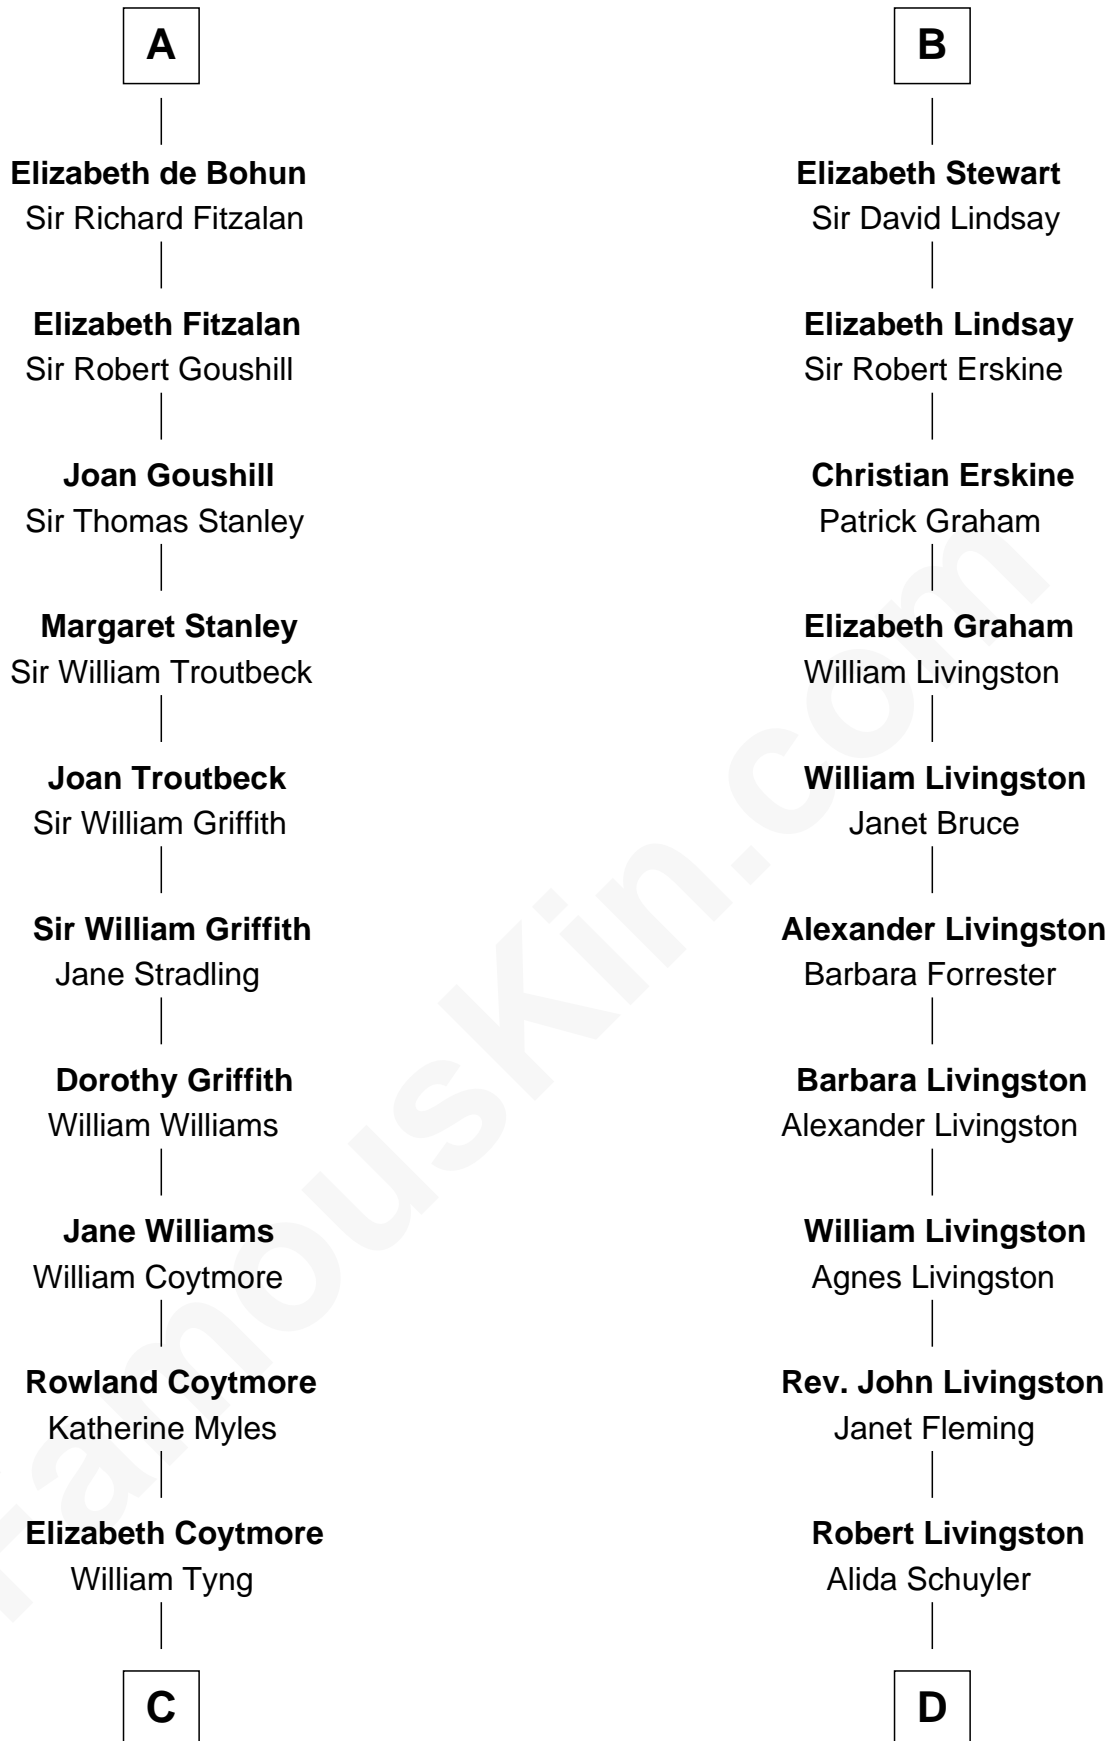 A
Elizabeth de Bohun
Sir Richard Fitzalan
Elizabeth Fitzalan
Sir Robert Goushill
Joan Goushill
Sir Thomas Stanley
Margaret Stanley
Sir William Troutbeck
Joan Troutbeck
Sir William Griffith
Sir William Griffith
Jane Stradling
Dorothy Griffith
William Williams
Jane Williams
William Coytmore
Rowland Coytmore
Katherine Myles
Elizabeth Coytmore
William Tyng
C
B
Elizabeth Stewart
Sir David Lindsay
Elizabeth Lindsay
Sir Robert Erskine
Christian Erskine
Patrick Graham
Elizabeth Graham
William Livingston
William Livingston
Janet Bruce
Alexander Livingston
Barbara Forrester
Barbara Livingston
Alexander Livingston
William Livingston
Agnes Livingston
Rev. John Livingston
Janet Fleming
Robert Livingston
Alida Schuyler
D
FamousKin.com